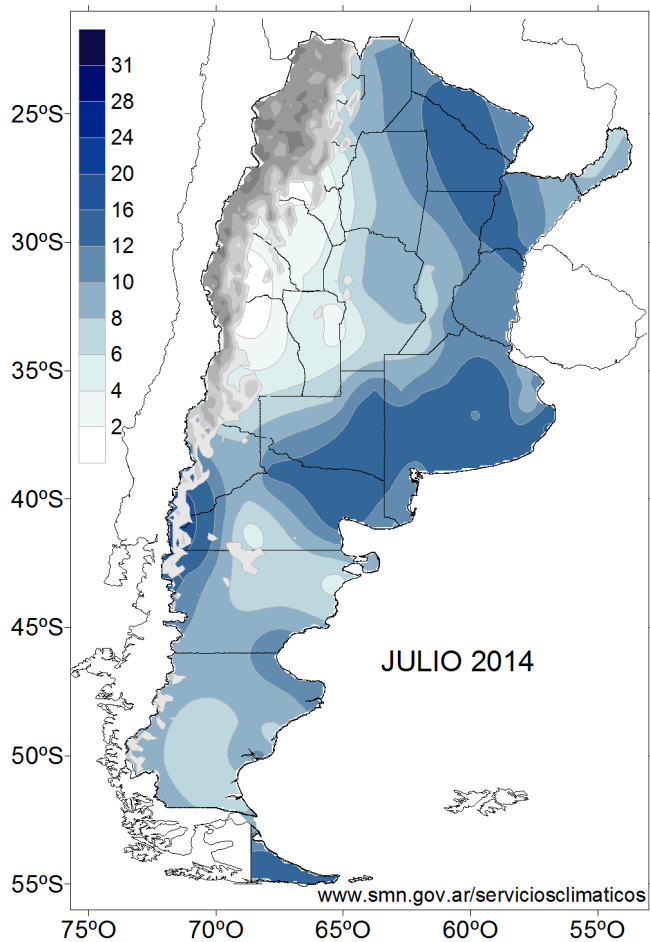 31
28
24
20
16
12
10
8
6
4
2
25ºS
30ºS
35ºS
40ºS
45ºS
50ºS
55ºS
JULIO 2014
www.smn.gov.ar/serviciosclimaticos
75ºO
70ºO
65ºO
60ºO
55ºO